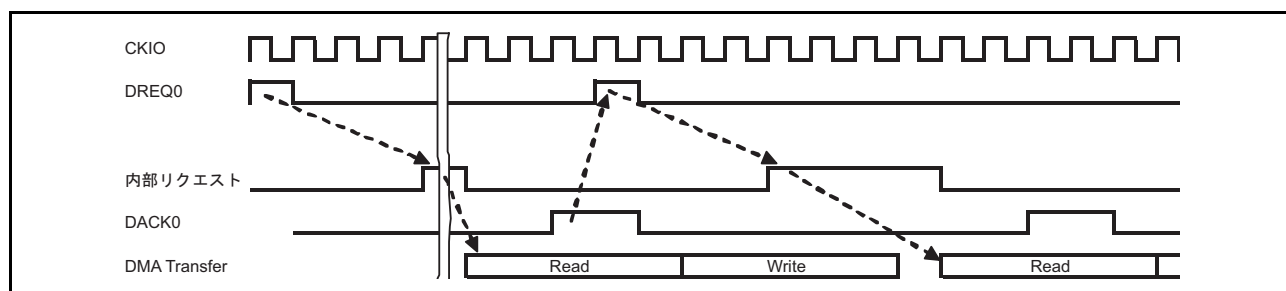 CKIO
DREQ0
内部リクエスト
DACK0
DMA Transfer Read Write Read